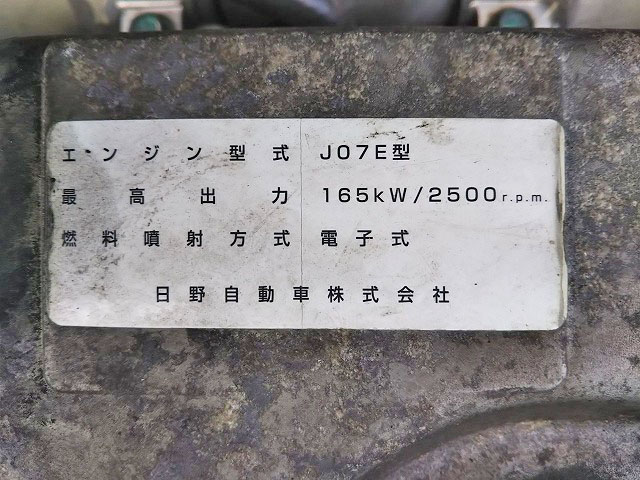 エンジン型式 J07E型
最高出力 165kW/2500r.p.m.
燃料噴射方式 電子式
日野自動車株式会社